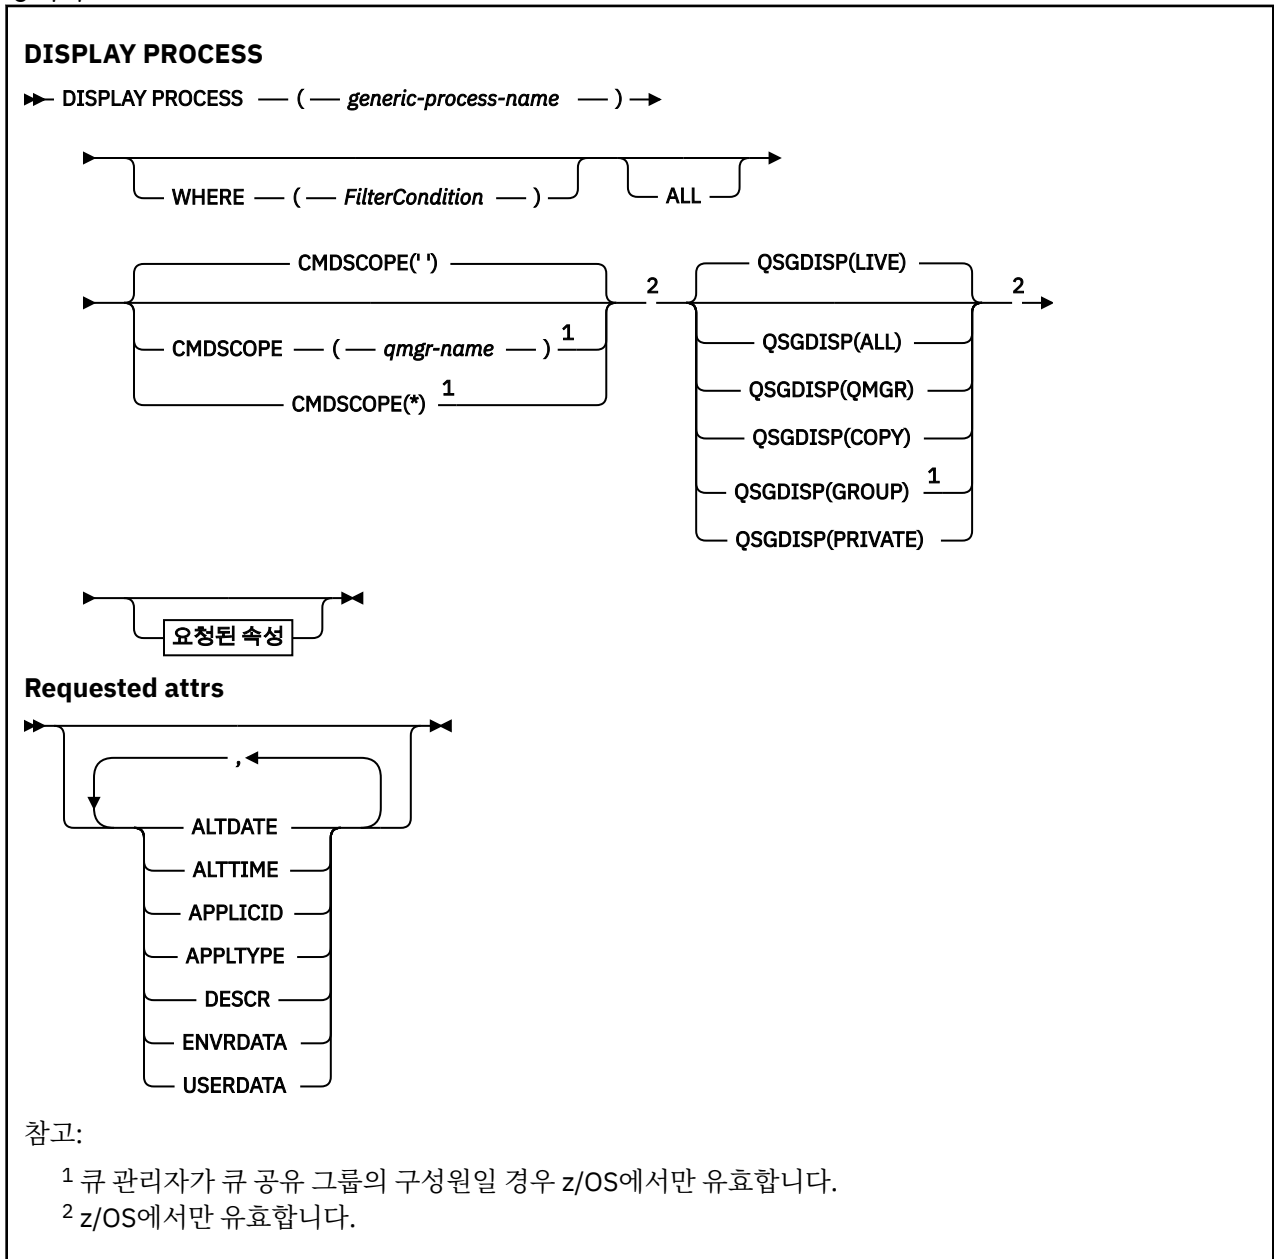 DISPLAY PROCESS
DISPLAY PROCESS ( generic-process-name )
WHERE ( FilterCondition ) ALL
CMDSCOPE(' ') QSGDISP(LIVE)
2 2
CMDSCOPE ( qmgr-name ) 1 QSGDISP(ALL)
CMDSCOPE(*) 1 QSGDISP(QMGR)
QSGDISP(COPY)
QSGDISP(GROUP) 1
QSGDISP(PRIVATE)
요청된 속성
Requested attrs
,
ALTDATE
ALTTIME
APPLICID
APPLTYPE
DESCR
ENVRDATA
USERDATA
참고:
1 큐 관리자가 큐 공유 그룹의 구성원일 경우 z/OS에서만 유효합니다.
2 z/OS에서만 유효합니다.